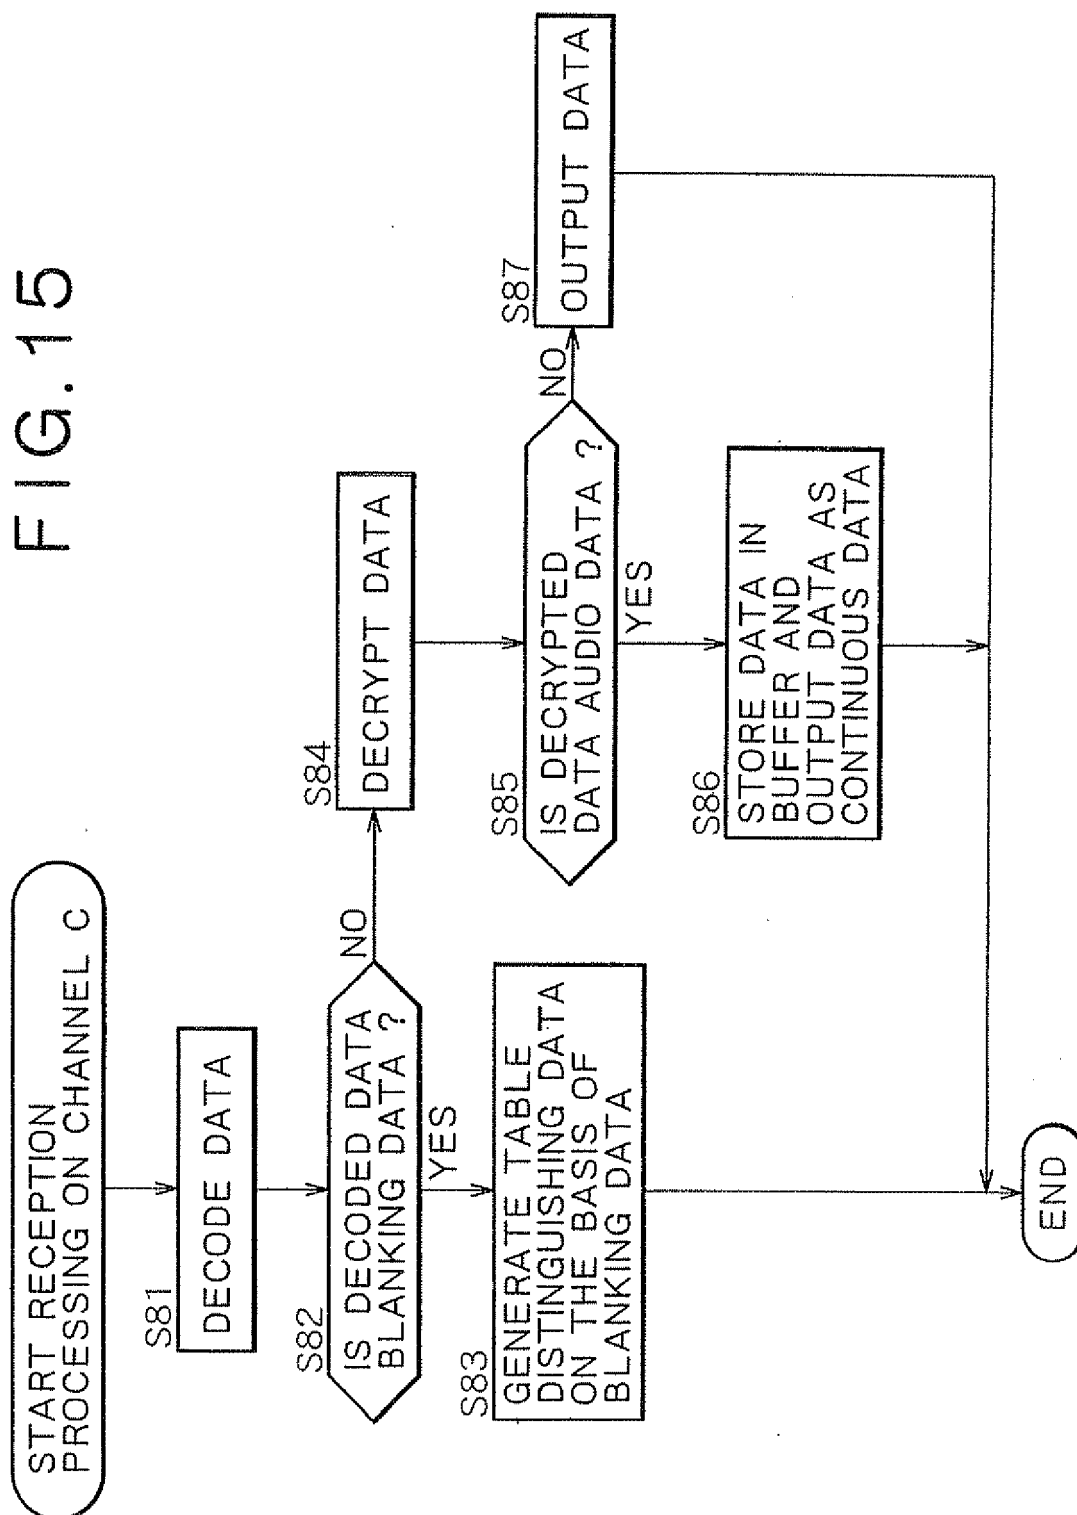 FIG. 15
START RECEPTION
PROCESSING ON CHANNEL C
S81
DECODE DATA
S82
IS DECODED DATA
BLANKING DATA ?
NO
YES
S83
GENERATE TABLE
DISTINGUISHING DATA
ON THE BASIS OF
BLANKING DATA
S84
DECRYPT DATA
S85
IS DECRYPTED
DATA AUDIO DATA ?
NO
YES
S86
STORE DATA IN
BUFFER AND
OUTPUT DATA AS
CONTINUOUS DATA
S87
OUTPUT DATA
END